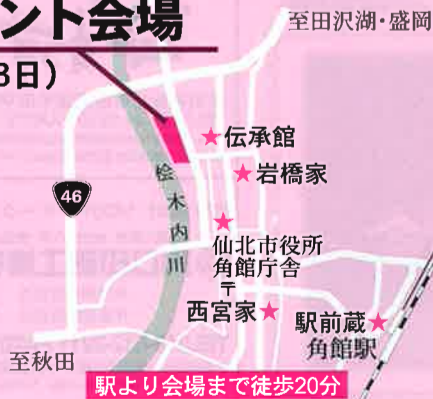 ント会場
日）
至田沢湖・盛岡
★伝承館
★岩橋家
46
桧木内川
★
仙北市役所
角館庁舎
〒
西宮家★
駅前蔵★
角館駅
至秋田
駅より会場まで徒歩20分